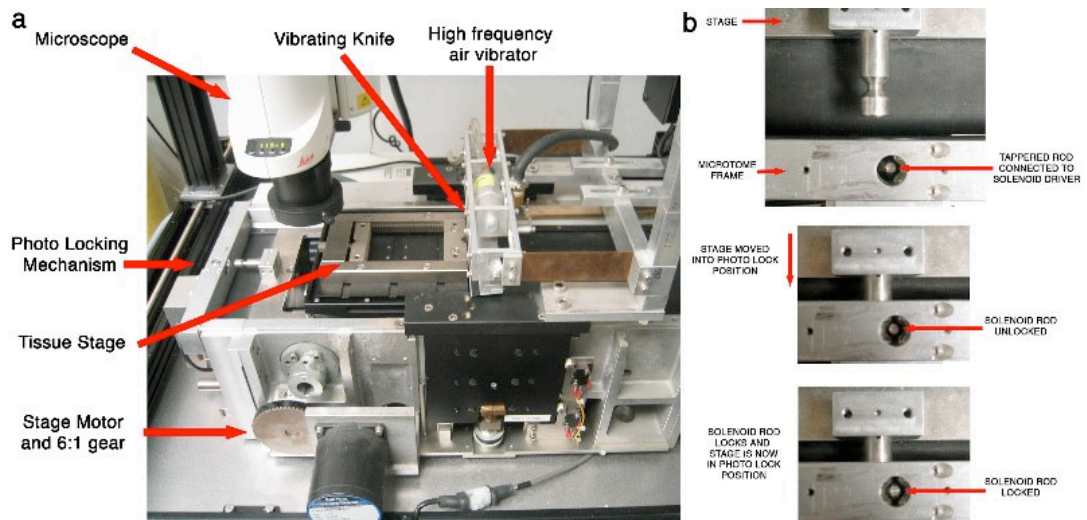 a
Microscope
Vibrating Knife
High frequency
air vibrator
Photo Locking
Mechanism
Tissue Stage
Stage Motor
and 6:1 gear
Leica
b
STAGE
MICROTOME
FRAME
TAPPERED ROD
CONNECTED TO
SOLENOID DRIVER
STAGE MOVED
INTO PHOTO LOCK
POSITION
SOLENOID ROD
UNLOCKED
SOLENOID ROD
LOCKS AND
STAGE IS NOW
IN PHOTO LOCK
POSITION
SOLENOID ROD
LOCKED